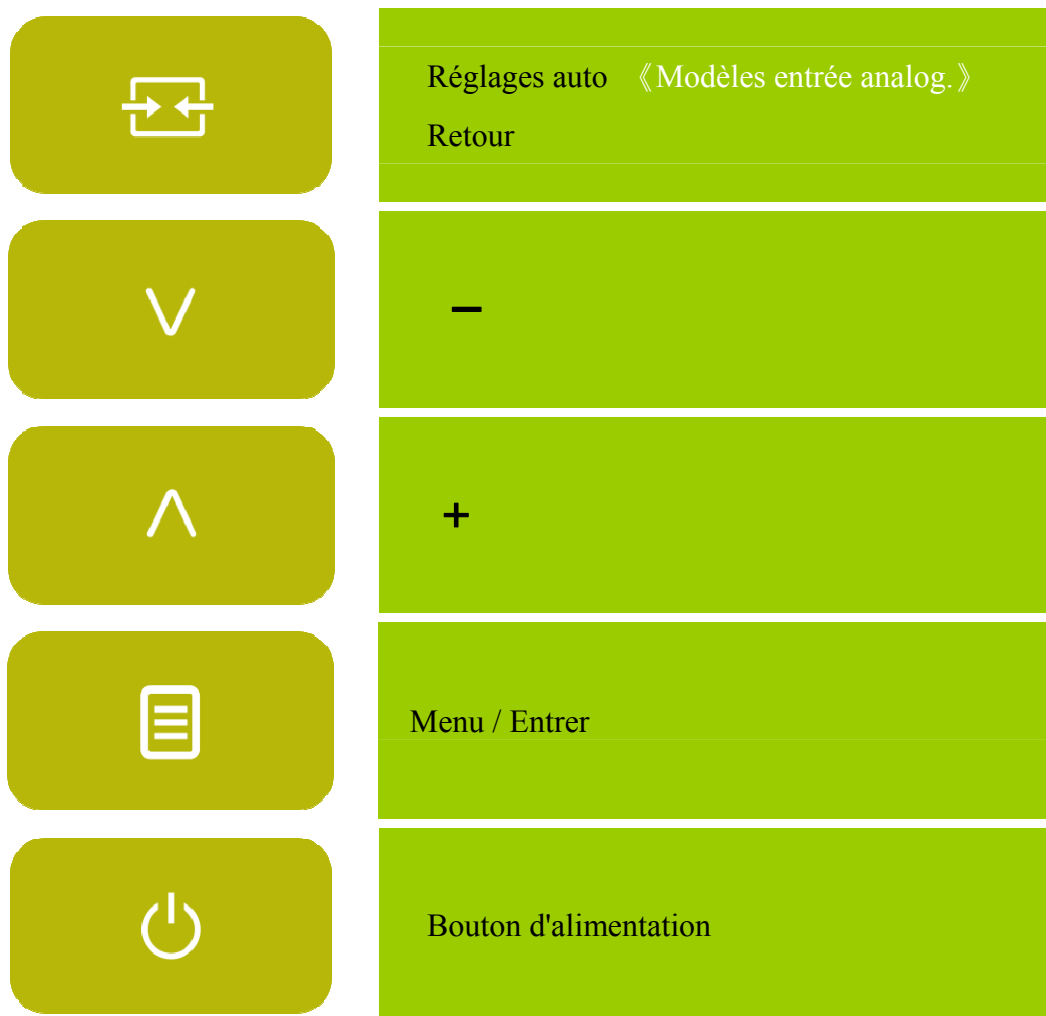 Réglages auto 《Modèles entrée analog.》
Retour
–
+
Menu / Entrer
Bouton d'alimentation